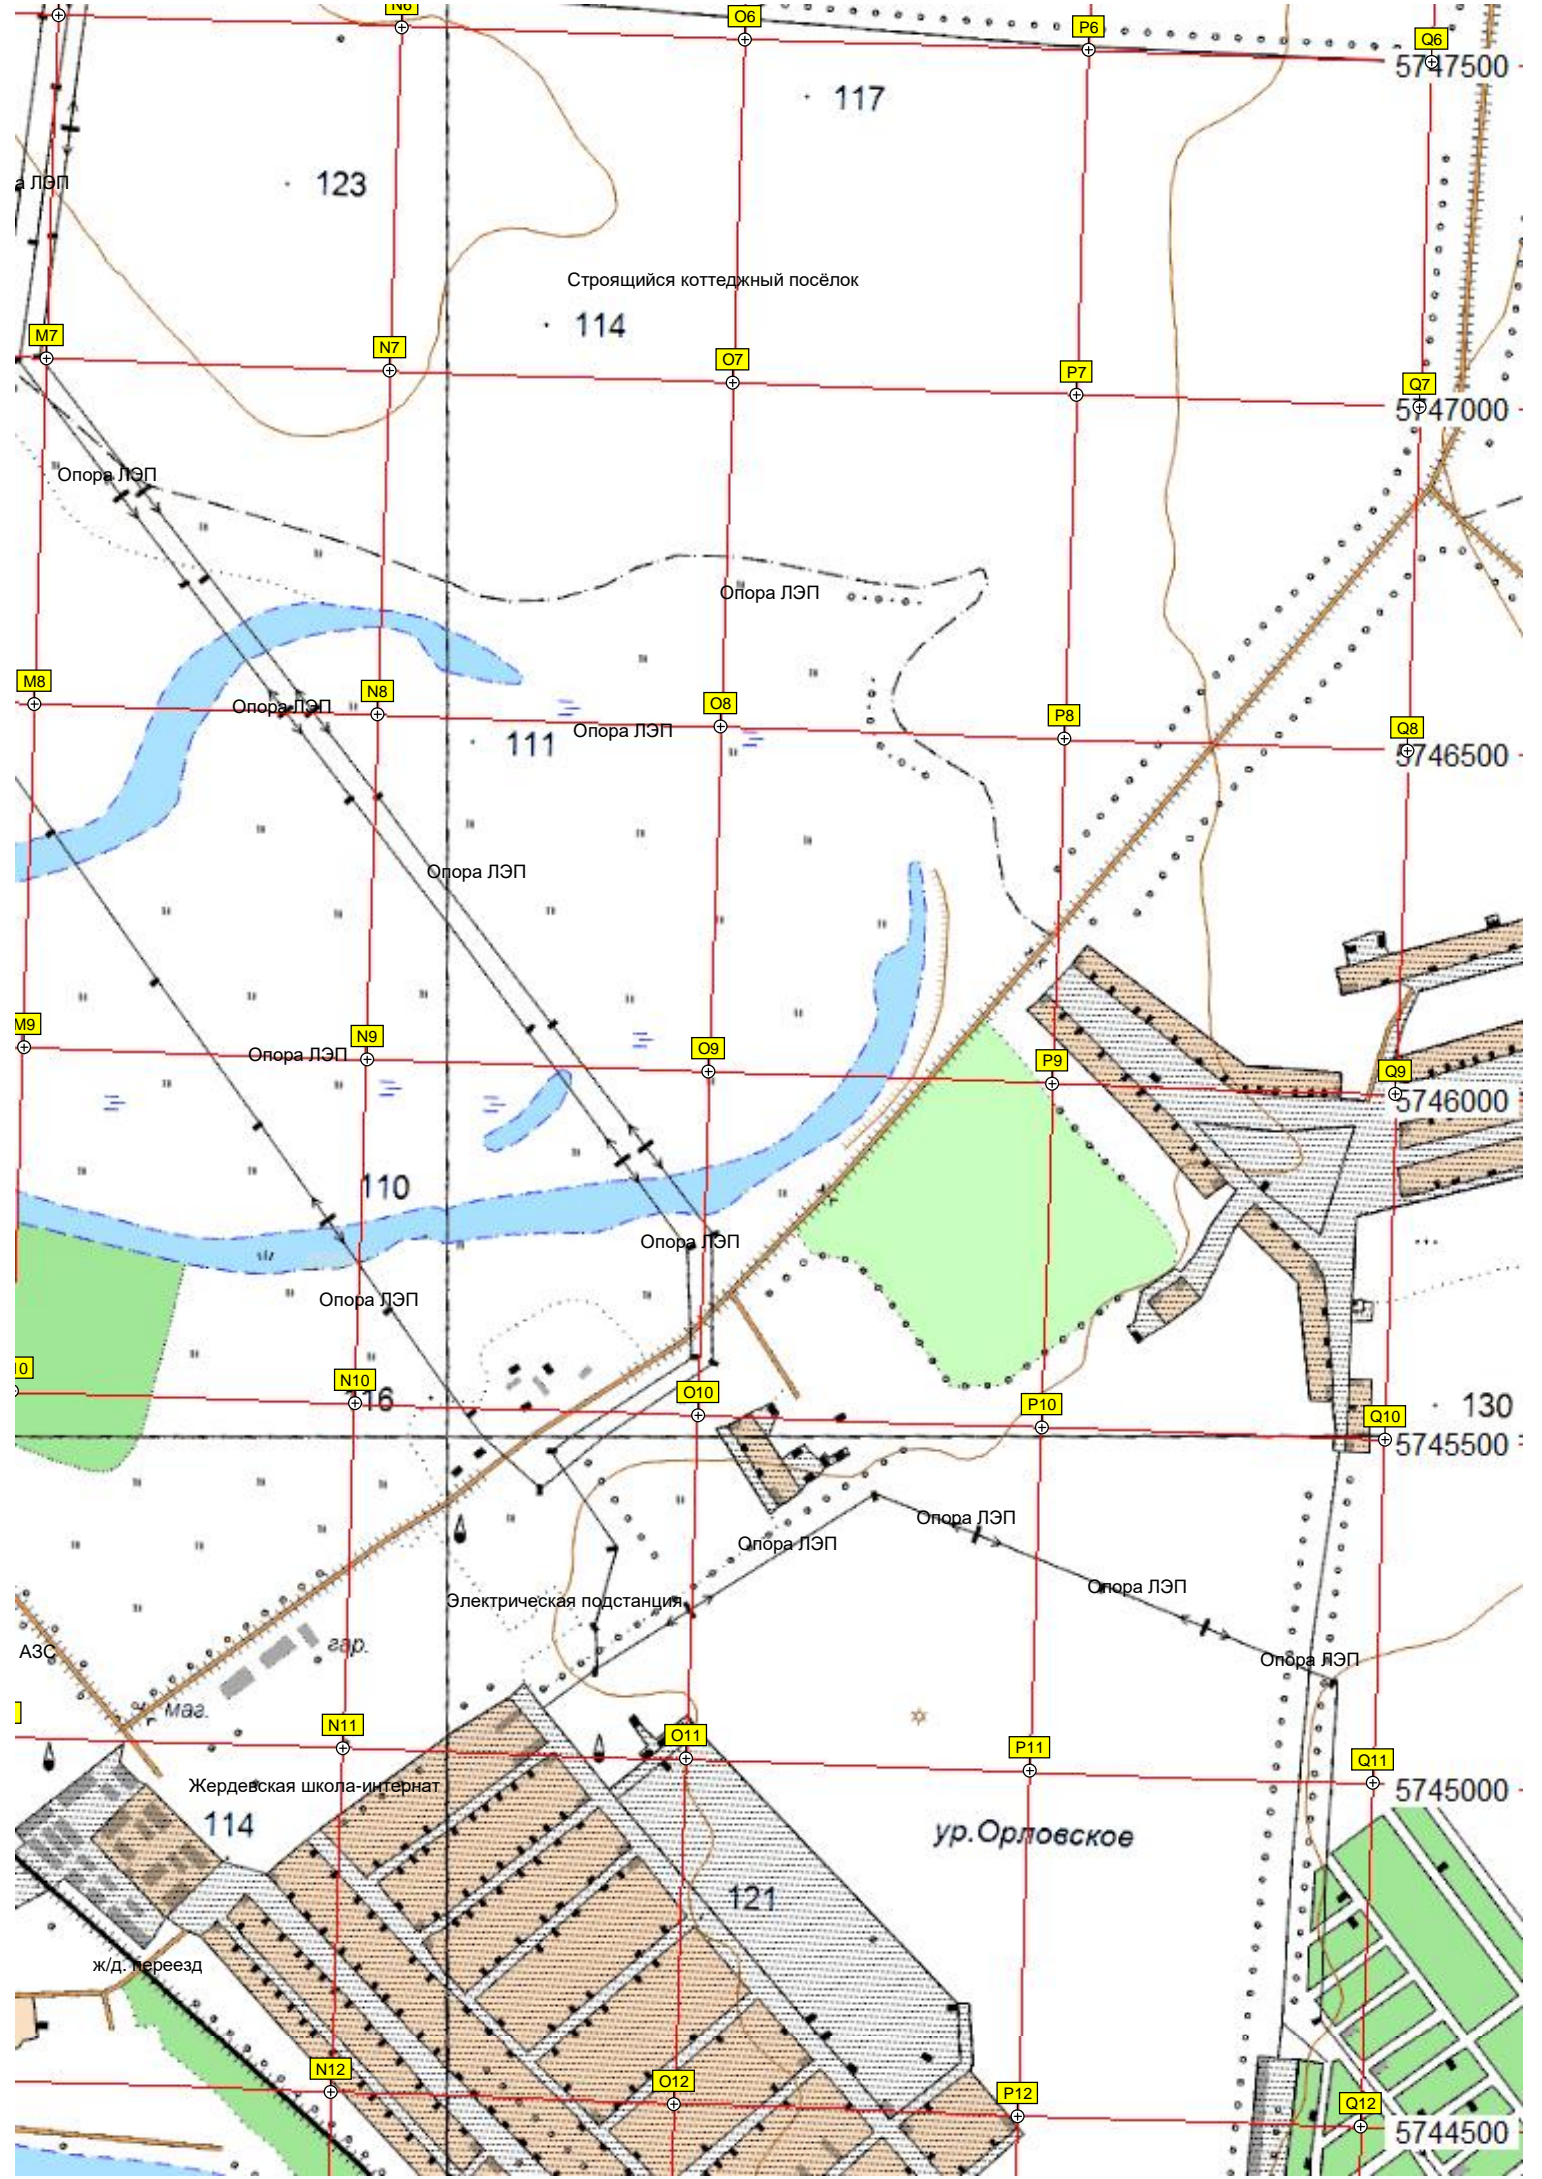 N6
O6
P6
Q6
5747500
117
а ЛЭП
123
Строящийся коттеджный посёлок
114
M7
N7
O7
P7
Q7
5747000
Опора ЛЭП
Опора ЛЭП
M8
N8
O8
P8
Q8
Опора ЛЭП
Опора ЛЭП
111
5746500
Опора ЛЭП
M9
N9
O9
P9
Q9
Опора ЛЭП
5746000
110
Опора ЛЭП
Опора ЛЭП
10
N10
O10
P10
Q10
16
130
5745500
Опора ЛЭП
Опора ЛЭП
Опора ЛЭП
Электрическая подстанция
АЗС
гар.
Опора ЛЭП
маг.
N11
O11
P11
Q11
Жердевская школа-интернат
5745000
114
ур.Орловское
121
ж/д. переезд
N12
O12
P12
Q12
5744500